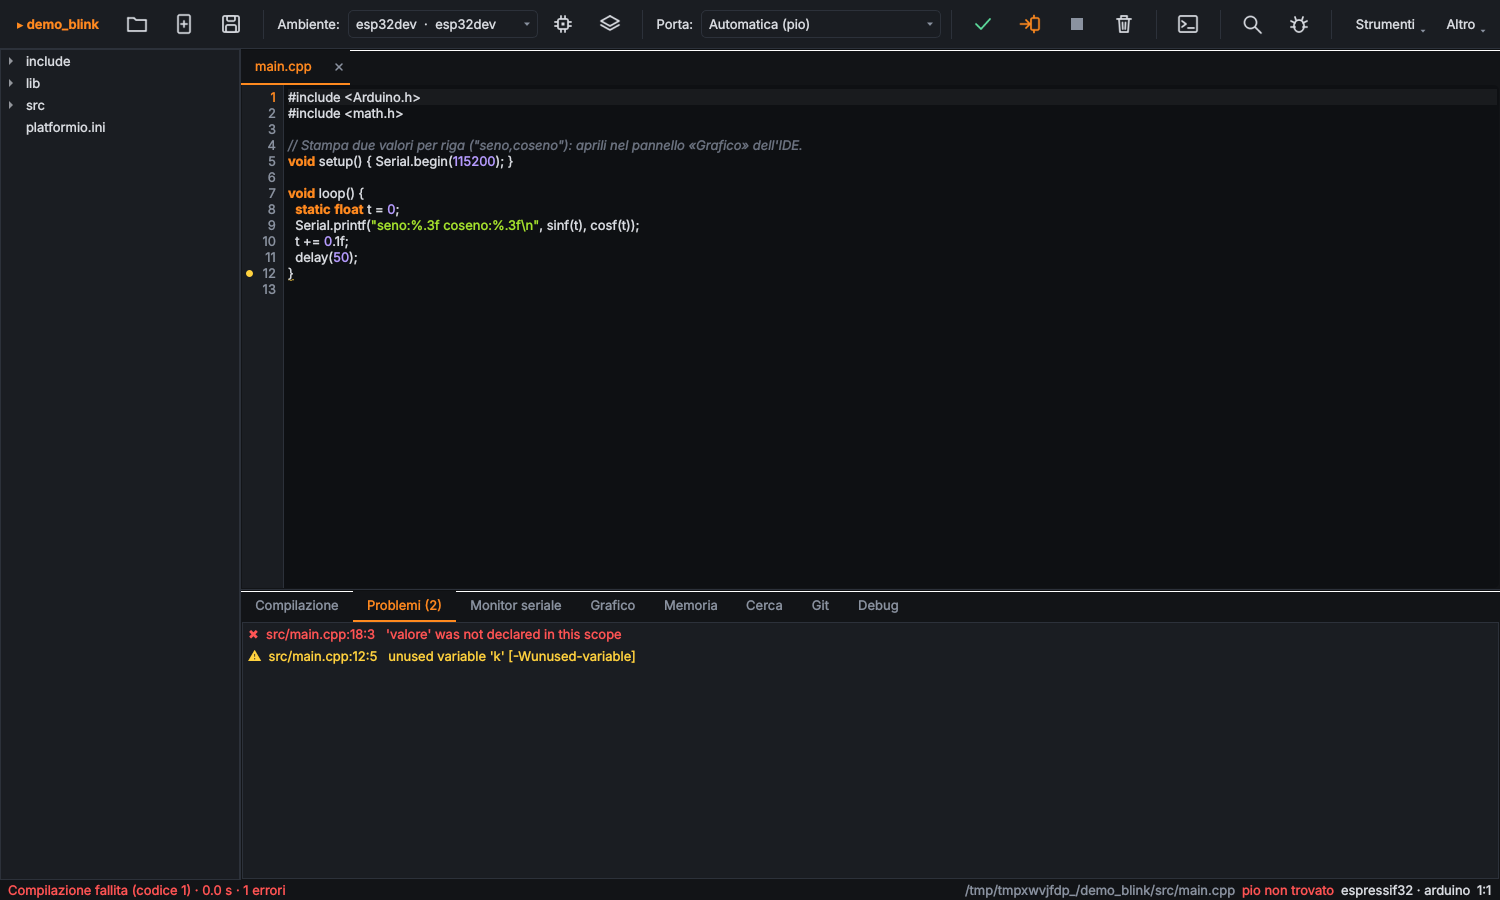 ▸ demo_blink Ambiente: esp32dev · esp32dev Porta: Automatica (pio) Strumenti Altro
include
lib
src
platformio.ini
main.cpp ×
1 #include <Arduino.h>
2 #include <math.h>
3
4 // Stampa due valori per riga ("seno,coseno"): aprili nel pannello «Grafico» dell'IDE.
5 void setup() { Serial.begin(115200); }
6
7 void loop() {
8 static float t = 0;
9 Serial.printf("seno:%.3f coseno:%.3f\n", sinf(t), cosf(t));
10 t += 0.1f;
11 delay(50);
12 }
13
Compilazione Problemi (2) Monitor seriale Grafico Memoria Cerca Git Debug
✖ src/main.cpp:18:3 'valore' was not declared in this scope
⚠ src/main.cpp:12:5 unused variable 'k' [-Wunused-variable]
Compilazione fallita (codice 1) · 0.0 s · 1 errori /tmp/tmpxwvjfdp_/demo_blink/src/main.cpp pio non trovato espressif32 · arduino 1:1